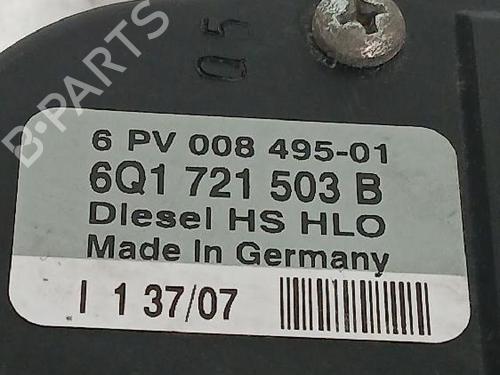 B-PARTS
05
6 PV 008 495-01
6Q1 721 503 B
Diesel HS HLO
Made In Germany
I 1 37/07